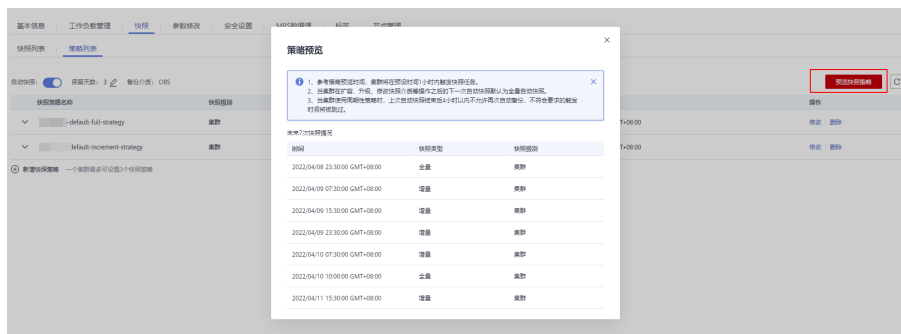 基本信息 工作负载管理 快照 参数修改 安全设置 MRS数据源 标签 节点管理
快照列表 策略列表
自动快照: 保留天数: 3 备份介质: OBS
预览快照策略
快照策略名称 快照级别 操作
-default-full-strategy 集群 T+08:00 修改 删除
default-increment-strategy 集群 T+08:00 修改 删除
新增快照策略 一个集群最多可设置3个快照策略
策略预览
1、参考策略预览时间，集群将在预设时间1小时内触发快照任务。
2、当集群在扩容、升级、修改快照介质等操作之后的下一次自动快照默认为全量自动快照。
3、当集群使用周期性策略时，上次自动快照结束后4小时以内不允许再次自动备份，不符合要求的触发
时间将被跳过。
未来7次快照情况
时间 快照类型 快照级别
2022/04/08 23:30:00 GMT+08:00 全量 集群
2022/04/09 07:30:00 GMT+08:00 增量 集群
2022/04/09 15:30:00 GMT+08:00 增量 集群
2022/04/09 23:30:00 GMT+08:00 增量 集群
2022/04/10 07:30:00 GMT+08:00 增量 集群
2022/04/10 10:00:00 GMT+08:00 全量 集群
2022/04/11 15:30:00 GMT+08:00 增量 集群